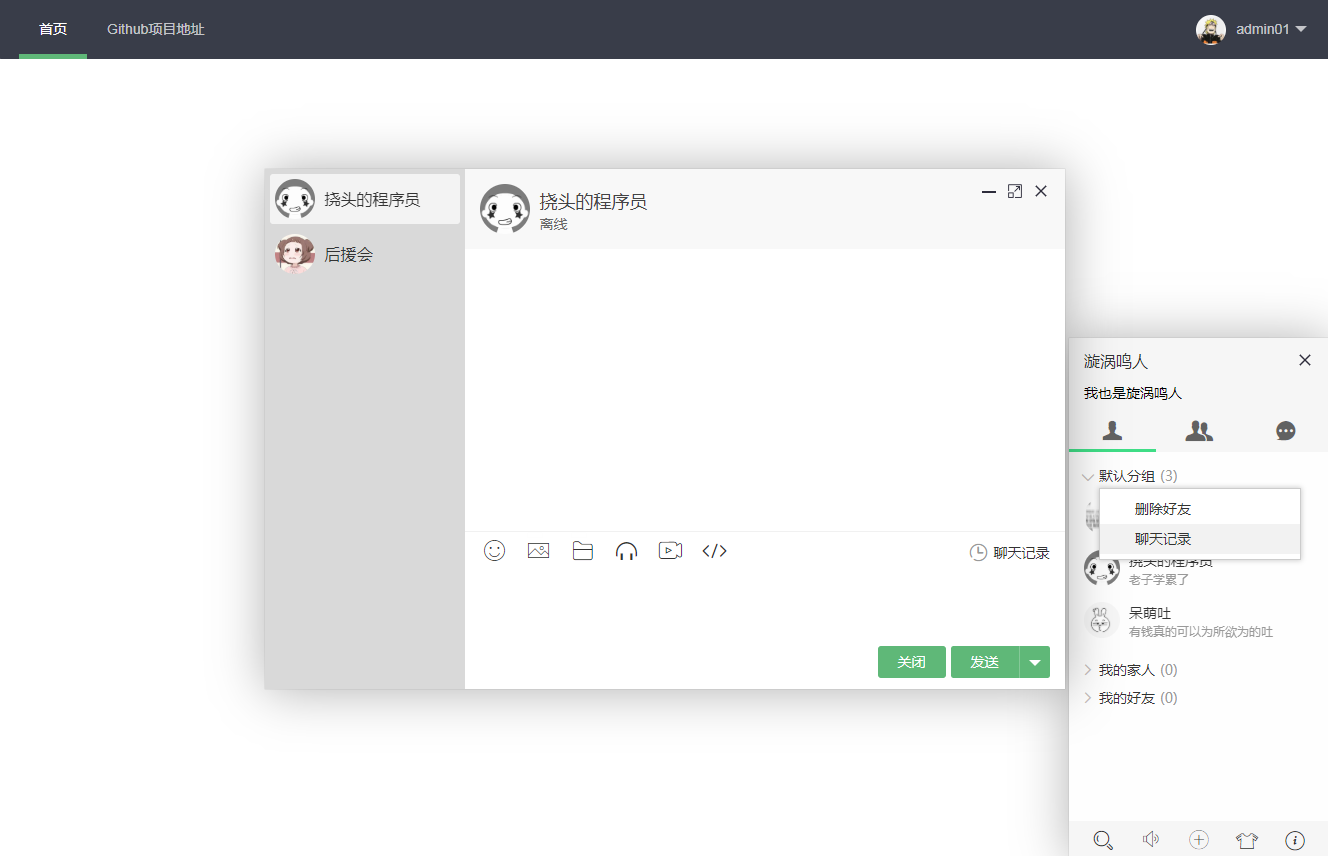 首页
Github项目地址
admin01
挠头的程序员
后援会
挠头的程序员
离线
聊天记录
关闭
发送
漩涡鸣人
我也是旋涡鸣人
默认分组 (3)
删除好友
聊天记录
挠头的程序员
老子学累了
呆萌吐
有钱真的可以为所欲为的吐
我的家人 (0)
我的好友 (0)